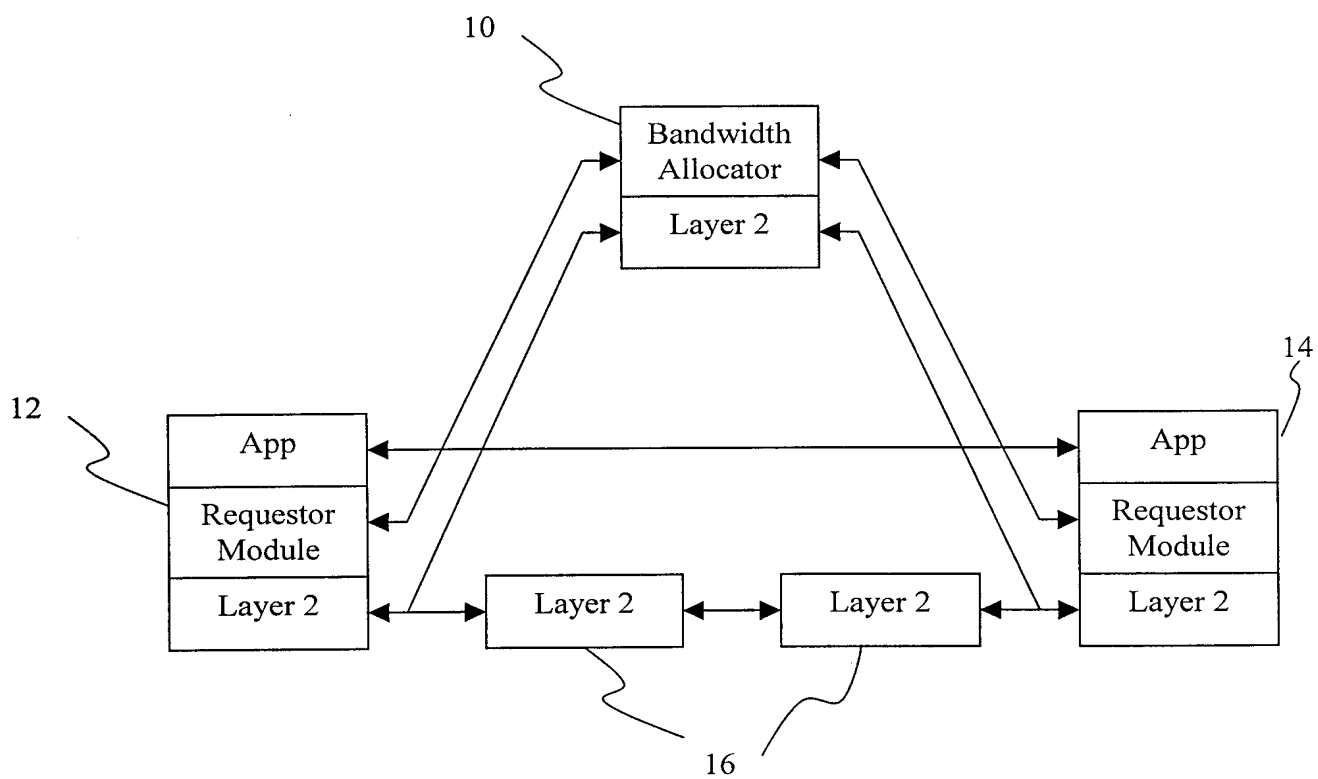 10
Bandwidth
Allocator
Layer 2
14
12
App
App
Requestor
Module
Requestor
Module
Layer 2
Layer 2
Layer 2
Layer 2
16